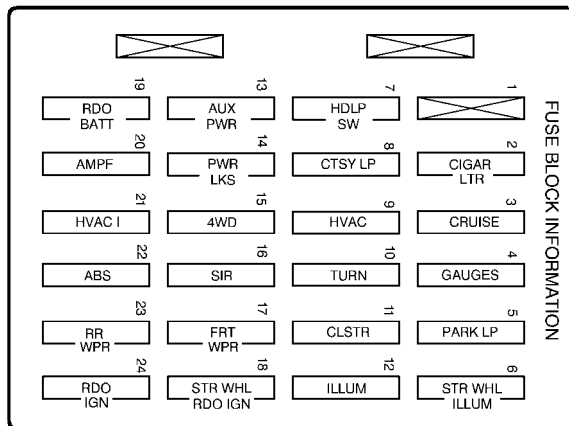 19
13
7
1
RDO
BATT
AUX
PWR
HDLP
SW
20
14
8
2
AMPF
PWR
LKS
CTSY LP
CIGAR
LTR
21
15
9
3
HVAC I
4WD
HVAC
CRUISE
22
16
10
4
ABS
SIR
TURN
GAUGES
23
17
11
5
RR
WPR
FRT
WPR
CLSTR
PARK LP
24
18
12
6
RDO
IGN
STR WHL
RDO IGN
ILLUM
STR WHL
ILLUM
FUSE BLOCK INFORMATION